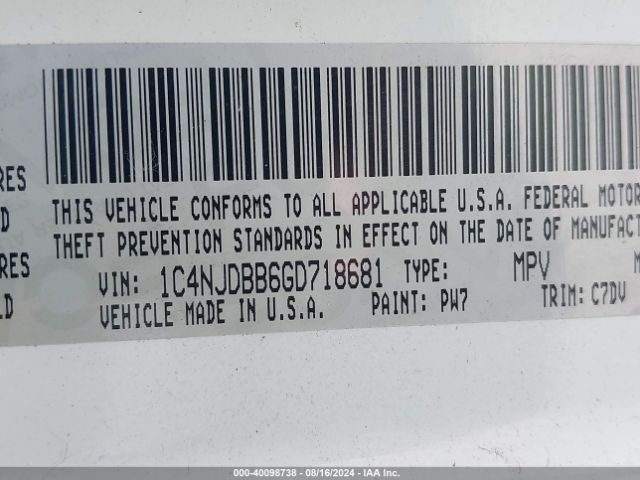 RES
D
RES
LD
THIS VEHICLE CONFORMS TO ALL APPLICABLE U.S.A. FEDERAL MOTOR
THEFT PREVENTION STANDARDS IN EFFECT ON THE DATE OF MANUFACT
VIN: 1C4NJDBB6GD718681 TYPE: MPV M
VEHICLE MADE IN U.S.A. PAINT: PW7 TRIM: C7DV
000-40098738 - 08/16/2024 - IAA Inc.